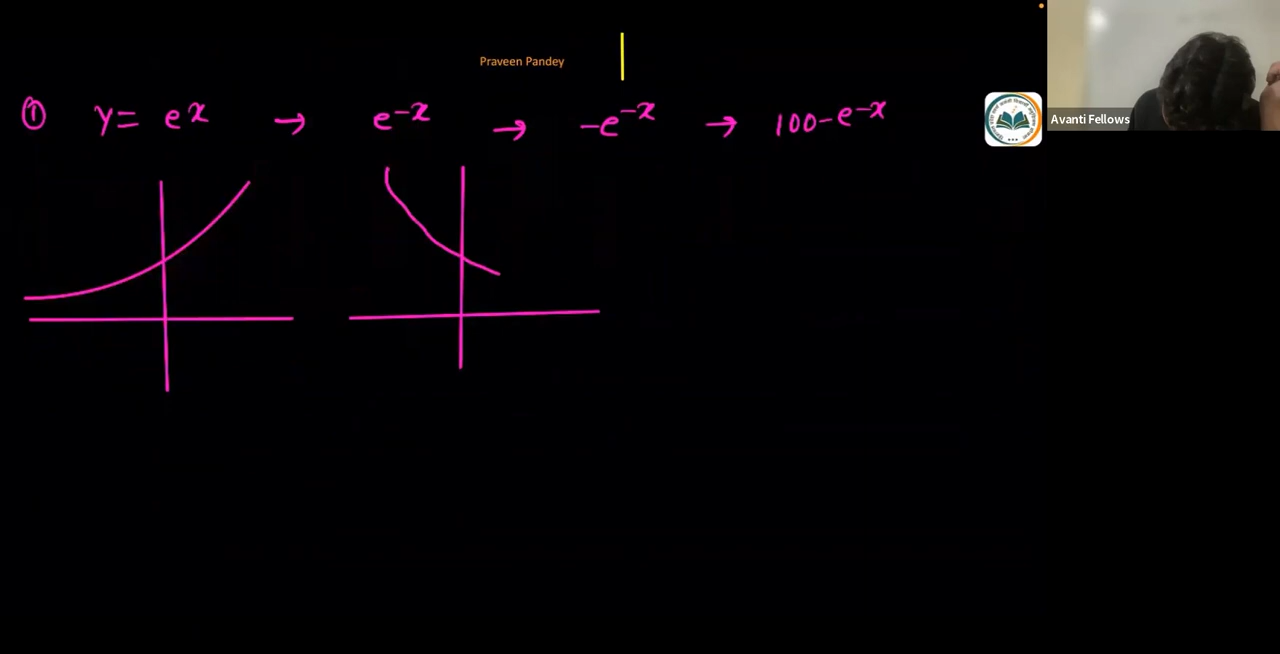 Praveen Pandey
① y = e^x → e^-x → -e^-x → 100-e^-x
Avanti Fellows